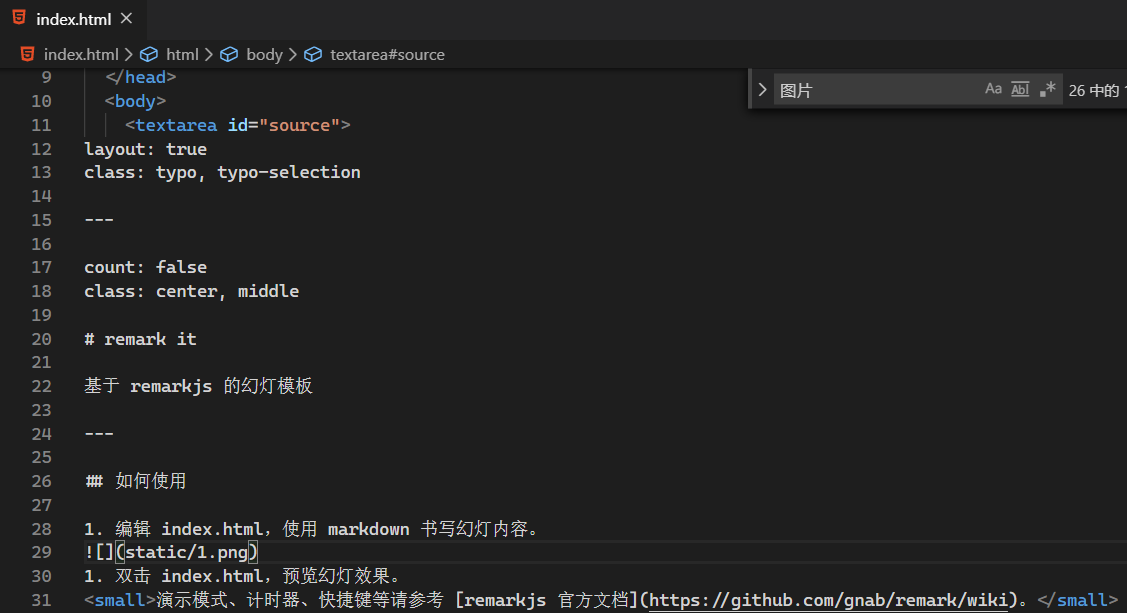 index.html
index.html > html > body > textarea#source
图片
Aa Abl .* 26 中的
9 </head>
10 <body>
11 <textarea id="source">
12 layout: true
13 class: typo, typo-selection
14
15 ---
16
17 count: false
18 class: center, middle
19
20 # remark it
21
22 基于 remarkjs 的幻灯模板
23
24 ---
25
26 ## 如何使用
27
28 1. 编辑 index.html，使用 markdown 书写幻灯内容。
29 ![](static/1.png)
30 1. 双击 index.html，预览幻灯效果。
31 <small>演示模式、计时器、快捷键等请参考 [remarkjs 官方文档](https://github.com/gnab/remark/wiki)。</small>